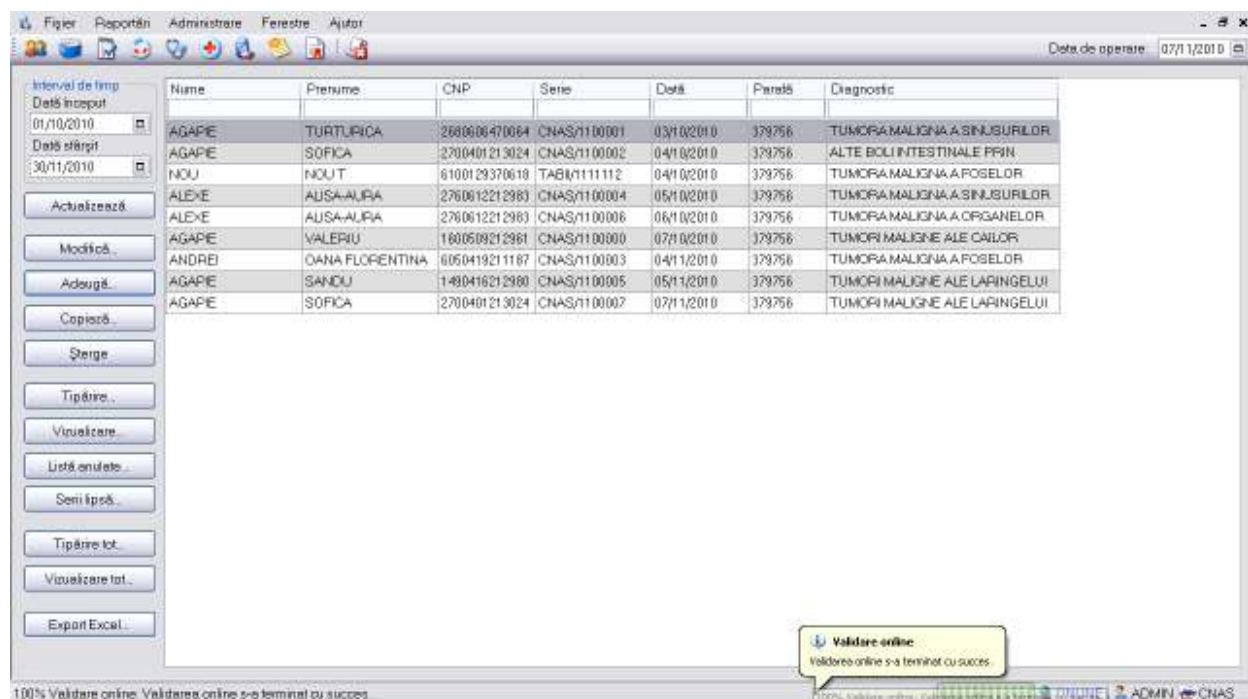 Fișier Raportări Administrare Ferestre Ajutor
Data de operare: 07/11/2010
Interval de timp
Dată început
01/10/2010
Dată sfârșit
30/11/2010
Actualizează
Modifică...
Adaugă...
Copiază...
Șterge
Tipărire...
Vizualizare...
Listă anulate...
Serii lipsă...
Tipărire tot...
Vizualizare tot...
Export Excel...
Nume Prenume CNP Serie Dată Parafă Diagnostic
AGAPIE TURTURICA 2680606470064 CNAS/1100001 03/10/2010 379756 TUMORA MALIGNA A SINUSURILOR
AGAPIE SOFICA 2700401213024 CNAS/1100002 04/10/2010 379756 ALTE BOLI INTESTINALE PRIN
NOU NOU T 6100129370618 TABII/1111112 04/10/2010 379756 TUMORA MALIGNA A FOSELOR
ALEXE ALISA-AURA 2760612212983 CNAS/1100004 05/10/2010 379756 TUMORA MALIGNA A SINUSURILOR
ALEXE ALISA-AURA 2760612212983 CNAS/1100006 06/10/2010 379756 TUMORA MALIGNA A ORGANELOR
AGAPIE VALERIU 1600509212961 CNAS/1100000 07/10/2010 379756 TUMORI MALIGNE ALE CAILOR
ANDREI OANA FLORENTINA 6050419211187 CNAS/1100003 04/11/2010 379756 TUMORA MALIGNA A FOSELOR
AGAPIE SANDU 1490416212980 CNAS/1100005 05/11/2010 379756 TUMORI MALIGNE ALE LARINGELUI
AGAPIE SOFICA 2700401213024 CNAS/1100007 07/11/2010 379756 TUMORI MALIGNE ALE LARINGELUI
Validare online
Validarea online s-a terminat cu succes.
100% Validare online: Validarea online s-a terminat cu succes. ONLINE ADMIN CNAS